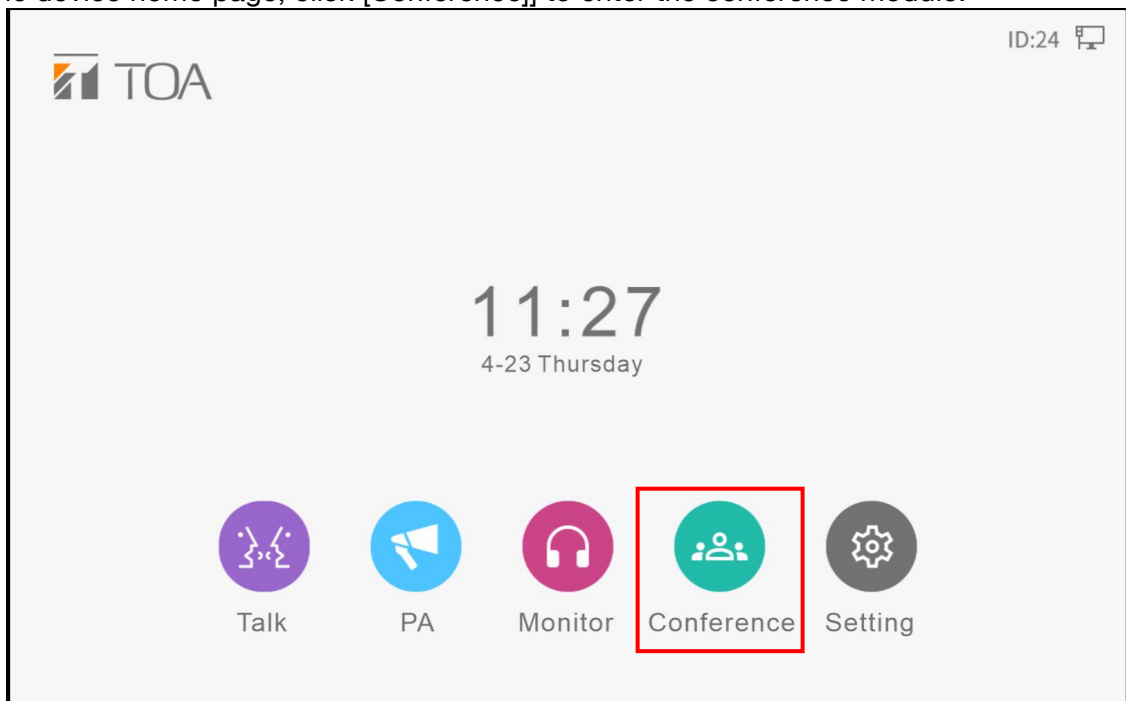 device home page, click [Conference]] to enter the conference module.
ID:24
TOA
11:27
4-23 Thursday
Talk PA Monitor Conference Setting